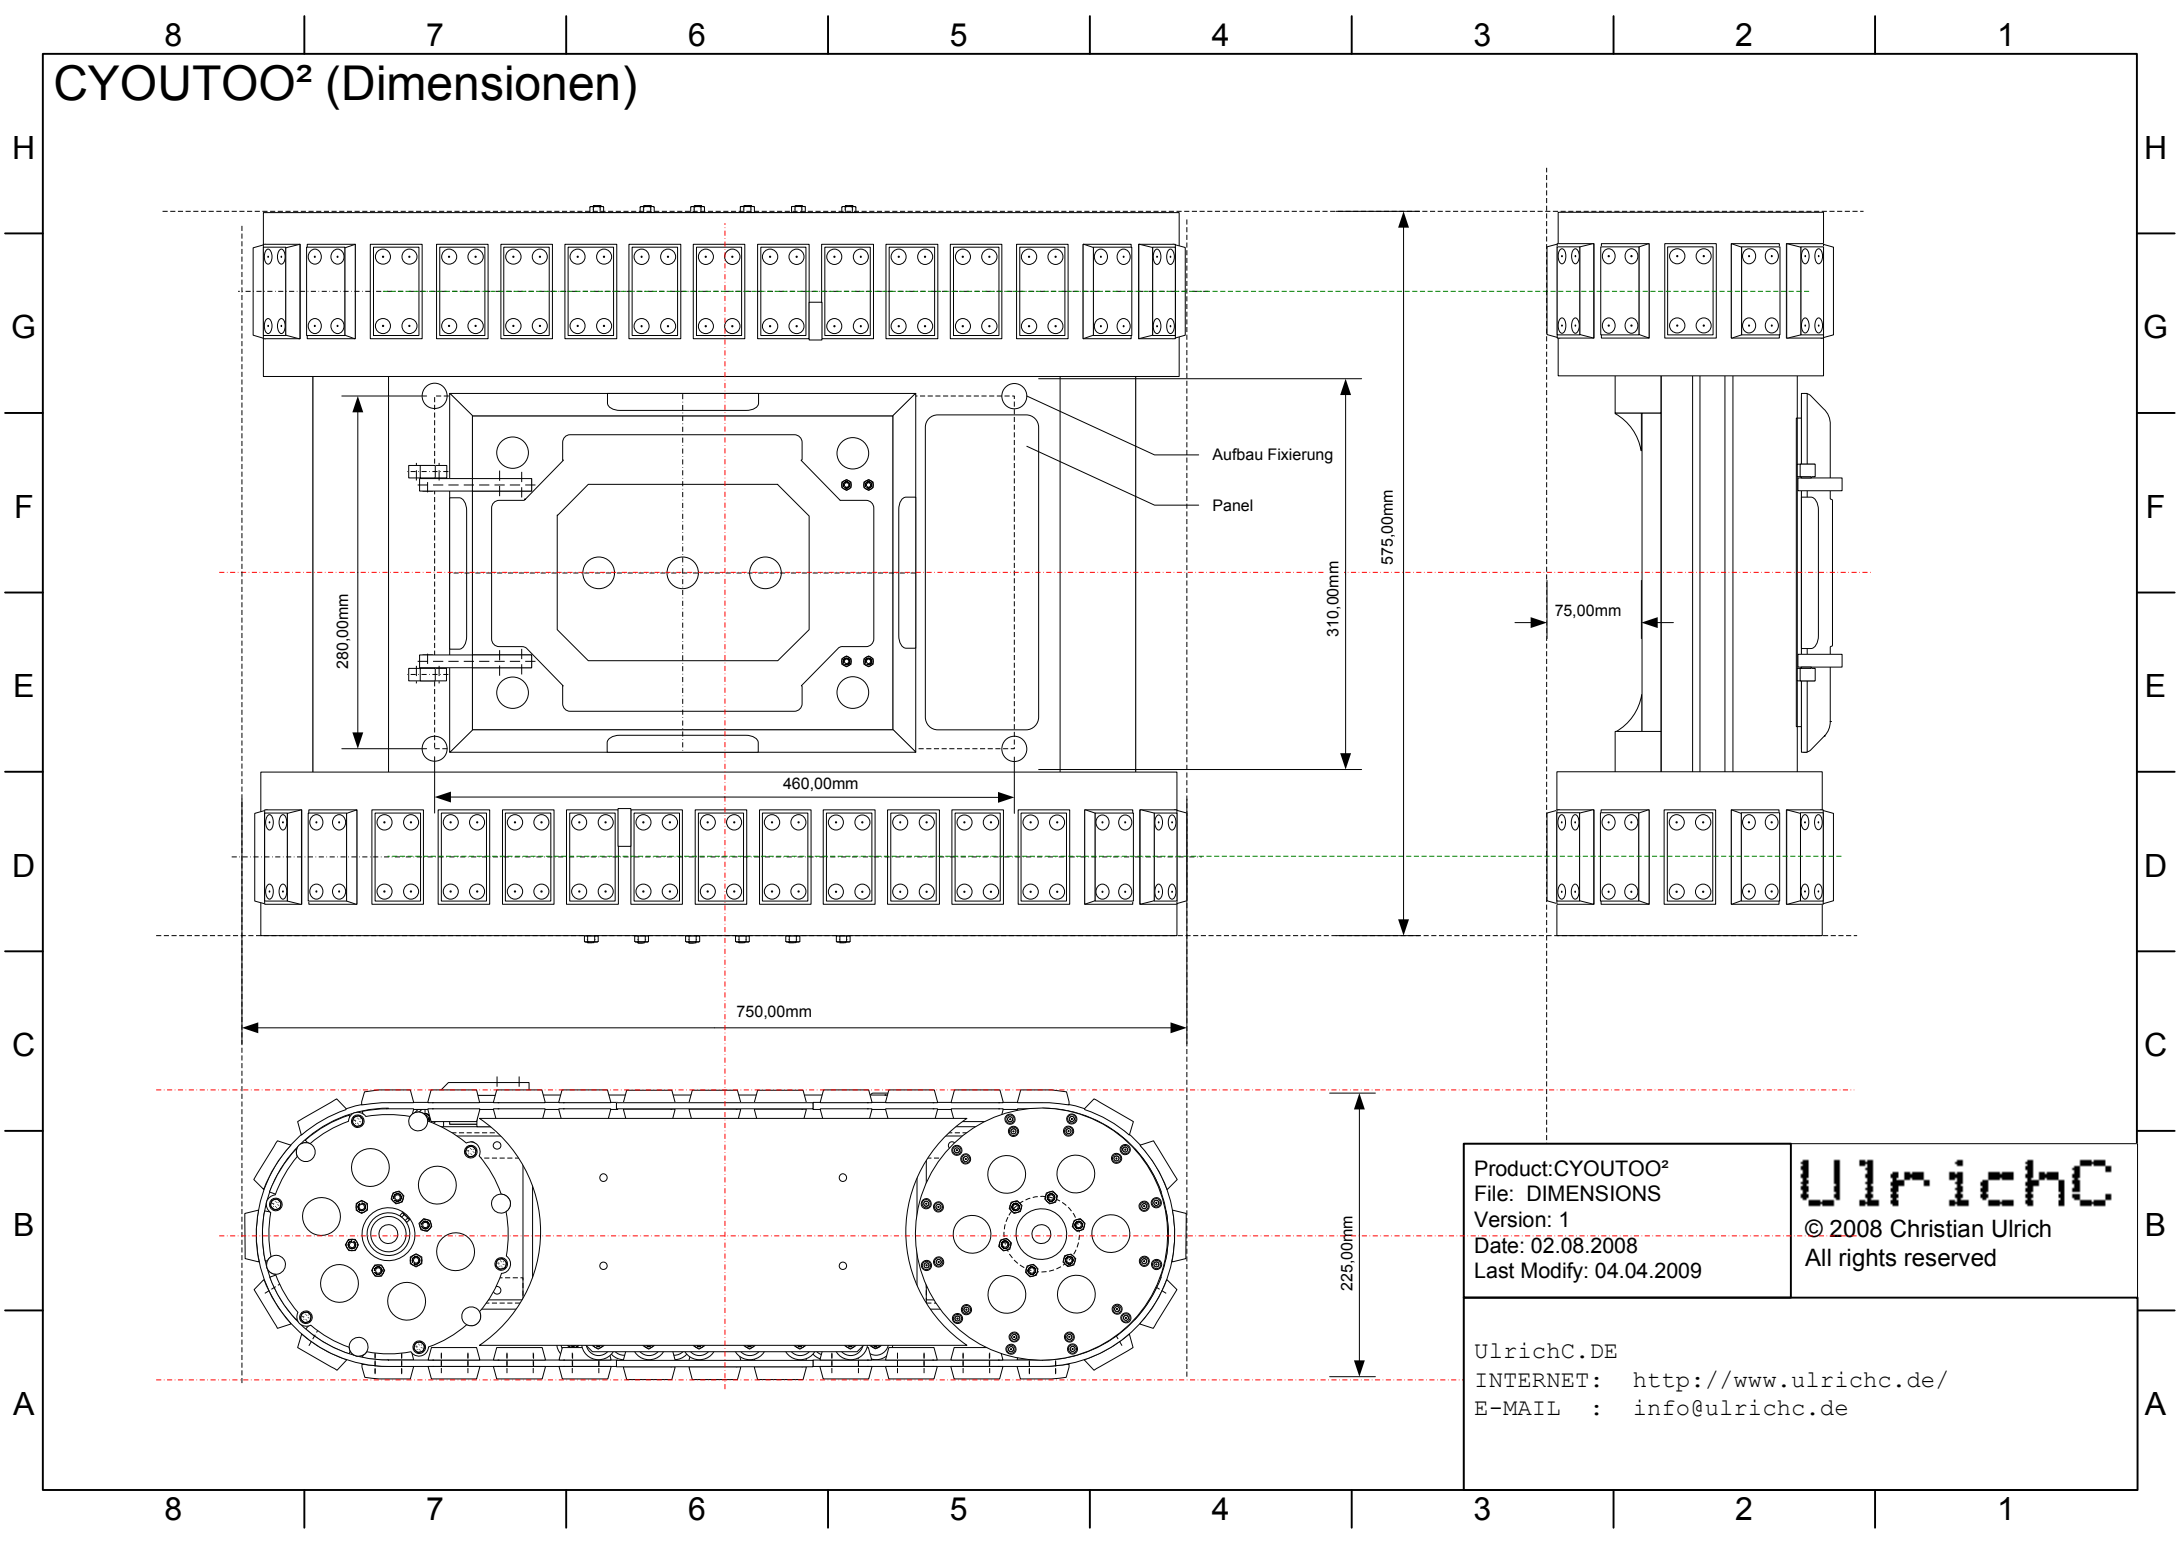 8 7 6 5 4 3 2 1
CYOUTOO² (Dimensionen)
H H
G G
Aufbau Fixierung
F Panel F
575,00mm
310,00mm
280,00mm
75,00mm
E E
460,00mm
D D
750,00mm
C C
Product:CYOUTOO²
File: DIMENSIONS
Version: 1
Date: 02.08.2008
Last Modify: 04.04.2009
UlrichC
© 2008 Christian Ulrich
All rights reserved
B B
225,00mm
UlrichC.DE
INTERNET: http://www.ulrichc.de/
E-MAIL : info@ulrichc.de
A A
8 7 6 5 4 3 2 1